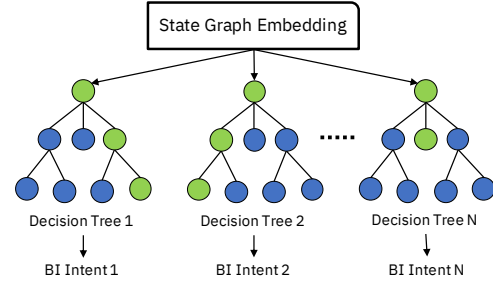 State Graph Embedding
.....
Decision Tree 1
Decision Tree 2
Decision Tree N
BI Intent 1
BI Intent 2
BI Intent N